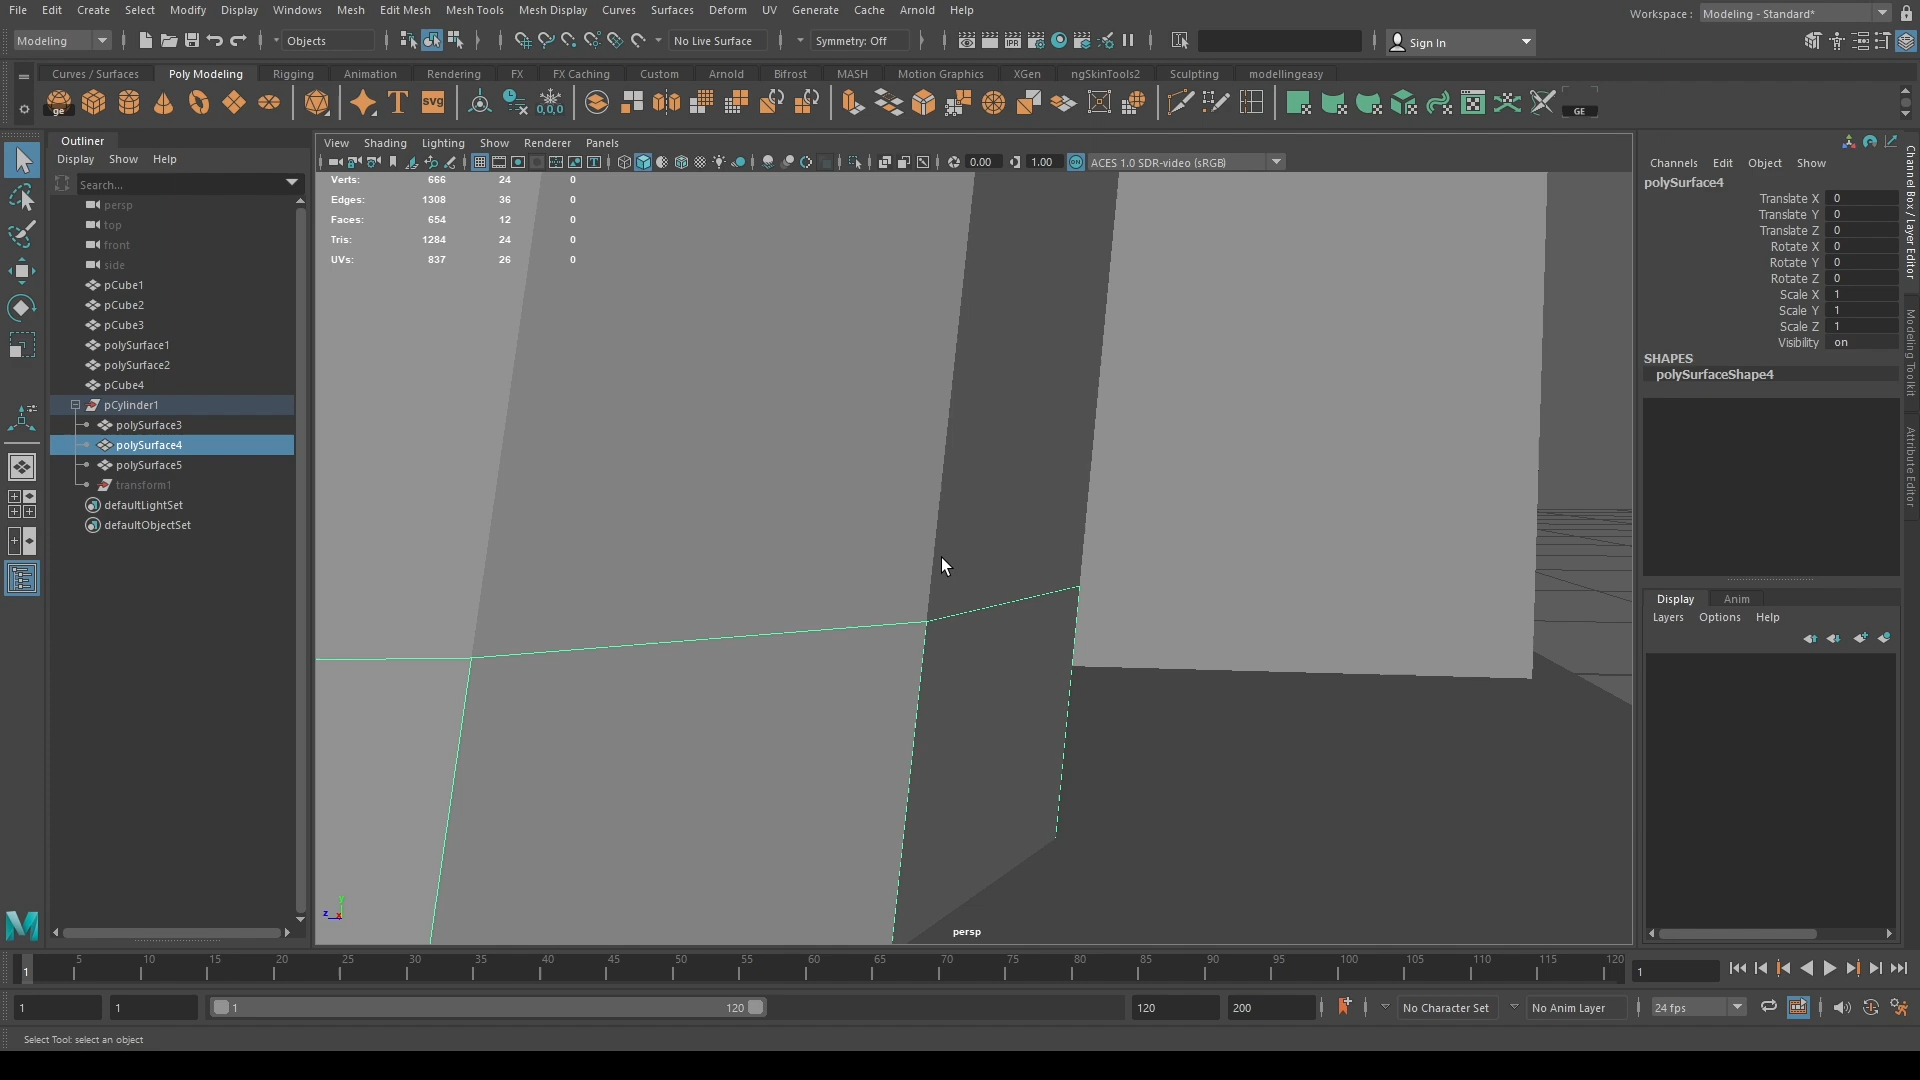 File Edit Create Select Modify Display Windows Mesh Edit Mesh Mesh Tools Mesh Display Curves Surfaces Deform UV Generate Cache Arnold Help
Workspace : Modeling - Standard*
Modeling Objects No Live Surface Symmetry: Off Sign In
Curves / Surfaces Poly Modeling Rigging Animation Rendering FX FX Caching Custom Arnold Bifrost MASH Motion Graphics XGen ngSkinTools2 Sculpting modellingeasy
ge T svg 0,0,0 GE
Outliner
Display Show Help
Search...
persp
top
front
side
pCube1
pCube2
pCube3
polySurface1
polySurface2
pCube4
pCylinder1
polySurface3
polySurface4
polySurface5
transform1
defaultLightSet
defaultObjectSet
View Shading Lighting Show Renderer Panels
0.00 1.00 ACES 1.0 SDR-video (sRGB)
Verts: 666 24 0
Edges: 1308 36 0
Faces: 654 12 0
Tris: 1284 24 0
UVs: 837 26 0
persp
y
z x
Channels Edit Object Show
polySurface4
Translate X 0
Translate Y 0
Translate Z 0
Rotate X 0
Rotate Y 0
Rotate Z 0
Scale X 1
Scale Y 1
Scale Z 1
Visibility on
SHAPES
polySurfaceShape4
Display Anim
Layers Options Help
Channel Box / Layer Editor
Modeling Toolkit
Attribute Editor
1 5 10 15 20 25 30 35 40 45 50 55 60 65 70 75 80 85 90 95 100 105 110 115 120
1
1 1 1 120 120 200 No Character Set No Anim Layer 24 fps
Select Tool: select an object